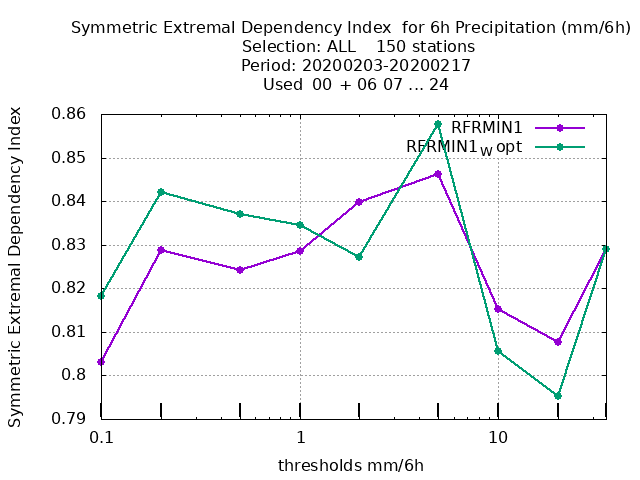 Symmetric Extremal Dependency Index for 6h Precipitation (mm/6h)
Selection: ALL 150 stations
Period: 20200203-20200217
Used 00 + 06 07 ... 24
Symmetric Extremal Dependency Index
0.86
0.85
0.84
0.83
0.82
0.81
0.8
0.79
RFRMIN1
RFRMIN1W opt
0.1
1
10
thresholds mm/6h